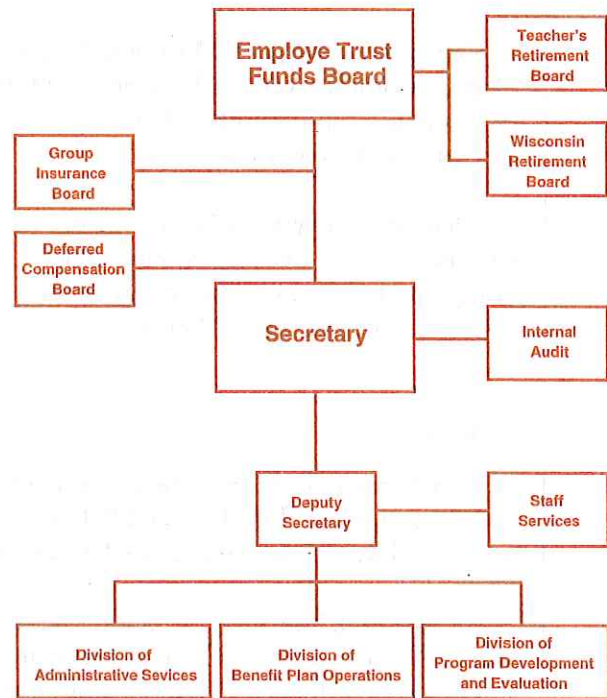 Employe Trust
Funds Board
Teacher's
Retirement
Board
Wisconsin
Retirement
Board
Group
Insurance
Board
Deferred
Compensation
Board
Secretary
Internal
Audit
Deputy
Secretary
Staff
Services
Division of
Administrative Sevices
Division of
Benefit Plan Operations
Division of
Program Development
and Evaluation